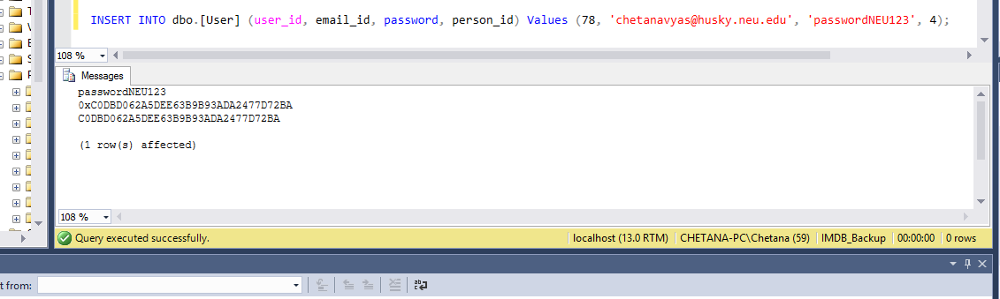 INSERT INTO dbo.[User] (user_id, email_id, password, person_id) Values (78, 'chetanavyas@husky.neu.edu', 'passwordNEU123', 4);
108 %
Messages
passwordNEU123
0xC0DBD062A5DEE63B9B93ADA2477D72BA
C0DBD062A5DEE63B9B93ADA2477D72BA
(1 row(s) affected)
108 %
Query executed successfully.
localhost (13.0 RTM) CHETANA-PC\Chetana (59) IMDB_Backup 00:00:00 0 rows
t from: